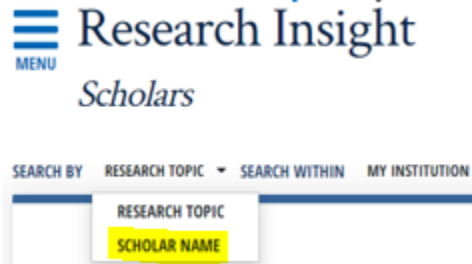 Research Insight
MENU
Scholars
SEARCH BY RESEARCH TOPIC SEARCH WITHIN MY INSTITUTION
RESEARCH TOPIC
SCHOLAR NAME